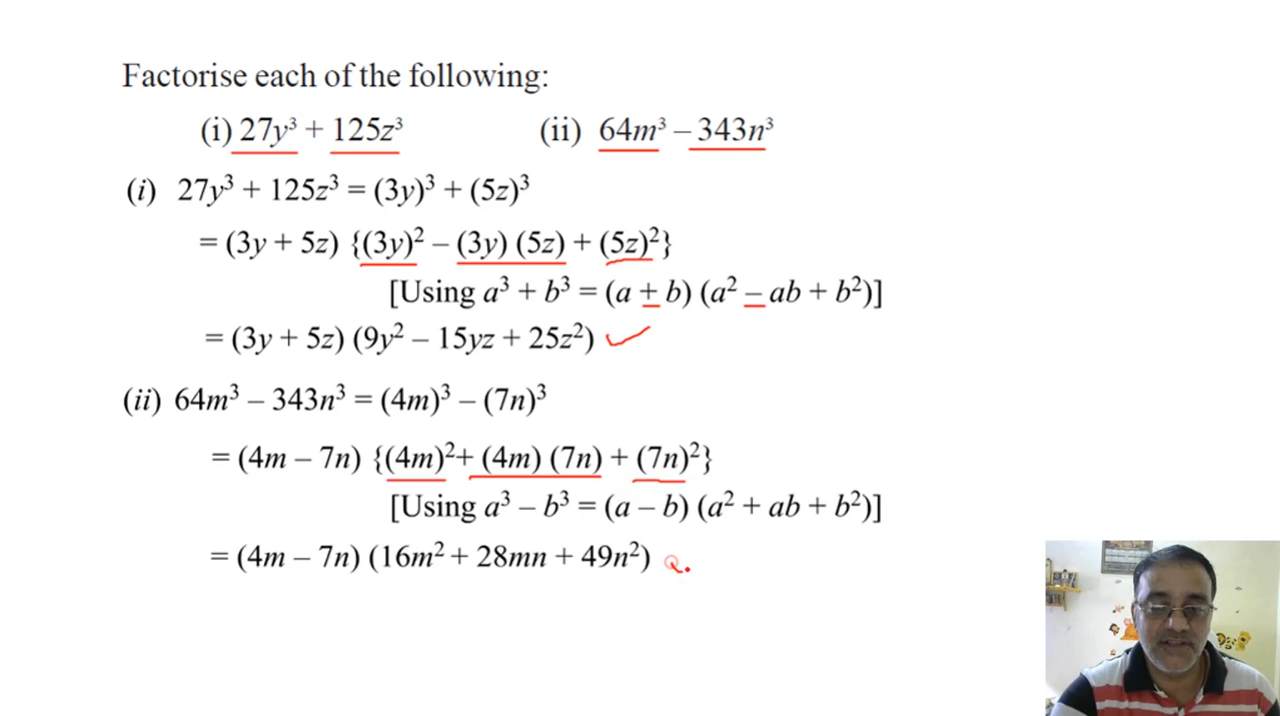 Factorise each of the following:
(i) 27y³ + 125z³ (ii) 64m³ – 343n³
(i) 27y³ + 125z³ = (3y)³ + (5z)³
= (3y + 5z) {(3y)² – (3y) (5z) + (5z)²}
[Using a³ + b³ = (a + b) (a² – ab + b²)]
= (3y + 5z) (9y² – 15yz + 25z²)
(ii) 64m³ – 343n³ = (4m)³ – (7n)³
= (4m – 7n) {(4m)²+ (4m) (7n) + (7n)²}
[Using a³ – b³ = (a – b) (a² + ab + b²)]
= (4m – 7n) (16m² + 28mn + 49n²)